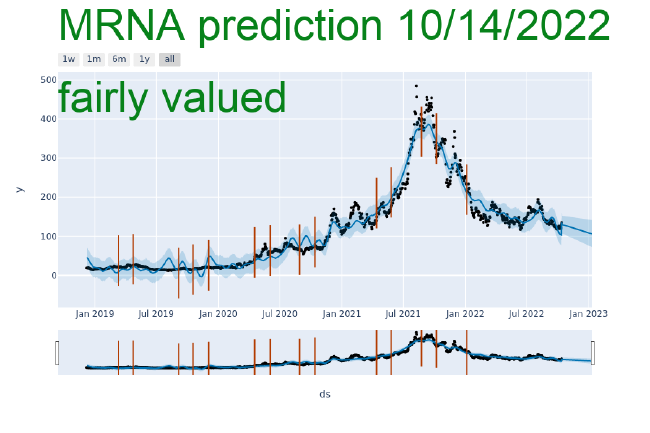 MRNA prediction 10/14/2022
1w 1m 6m 1y all
fairly valued
500
400
300
200
100
0
y
Jan 2019 Jul 2019 Jan 2020 Jul 2020 Jan 2021 Jul 2021 Jan 2022 Jul 2022 Jan 2023
ds